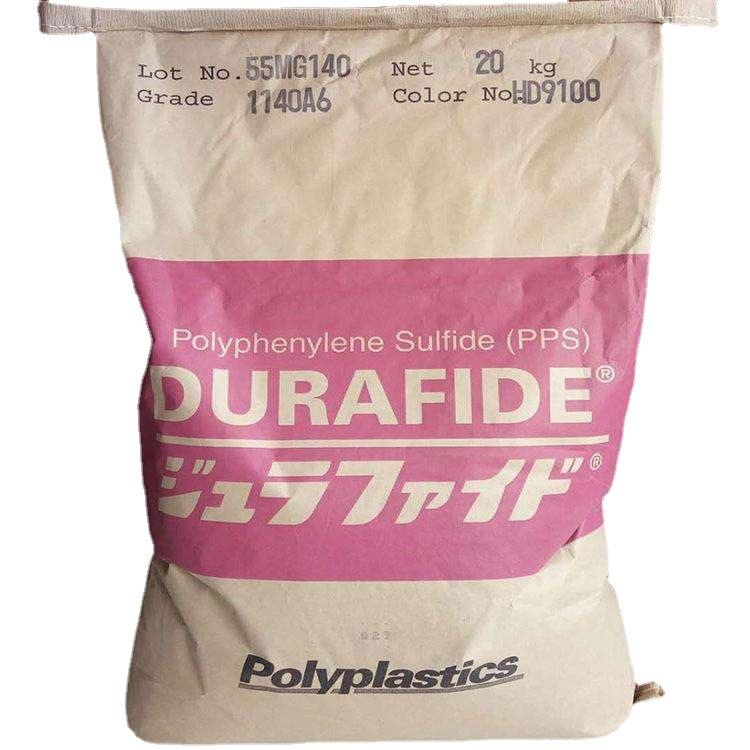 Lot No. 55MG140 Net 20 kg
Grade 1140A6 Color No. HD9100
Polyphenylene Sulfide (PPS)
DURAFIDE®
ジュラファイド®
027
Polyplastics